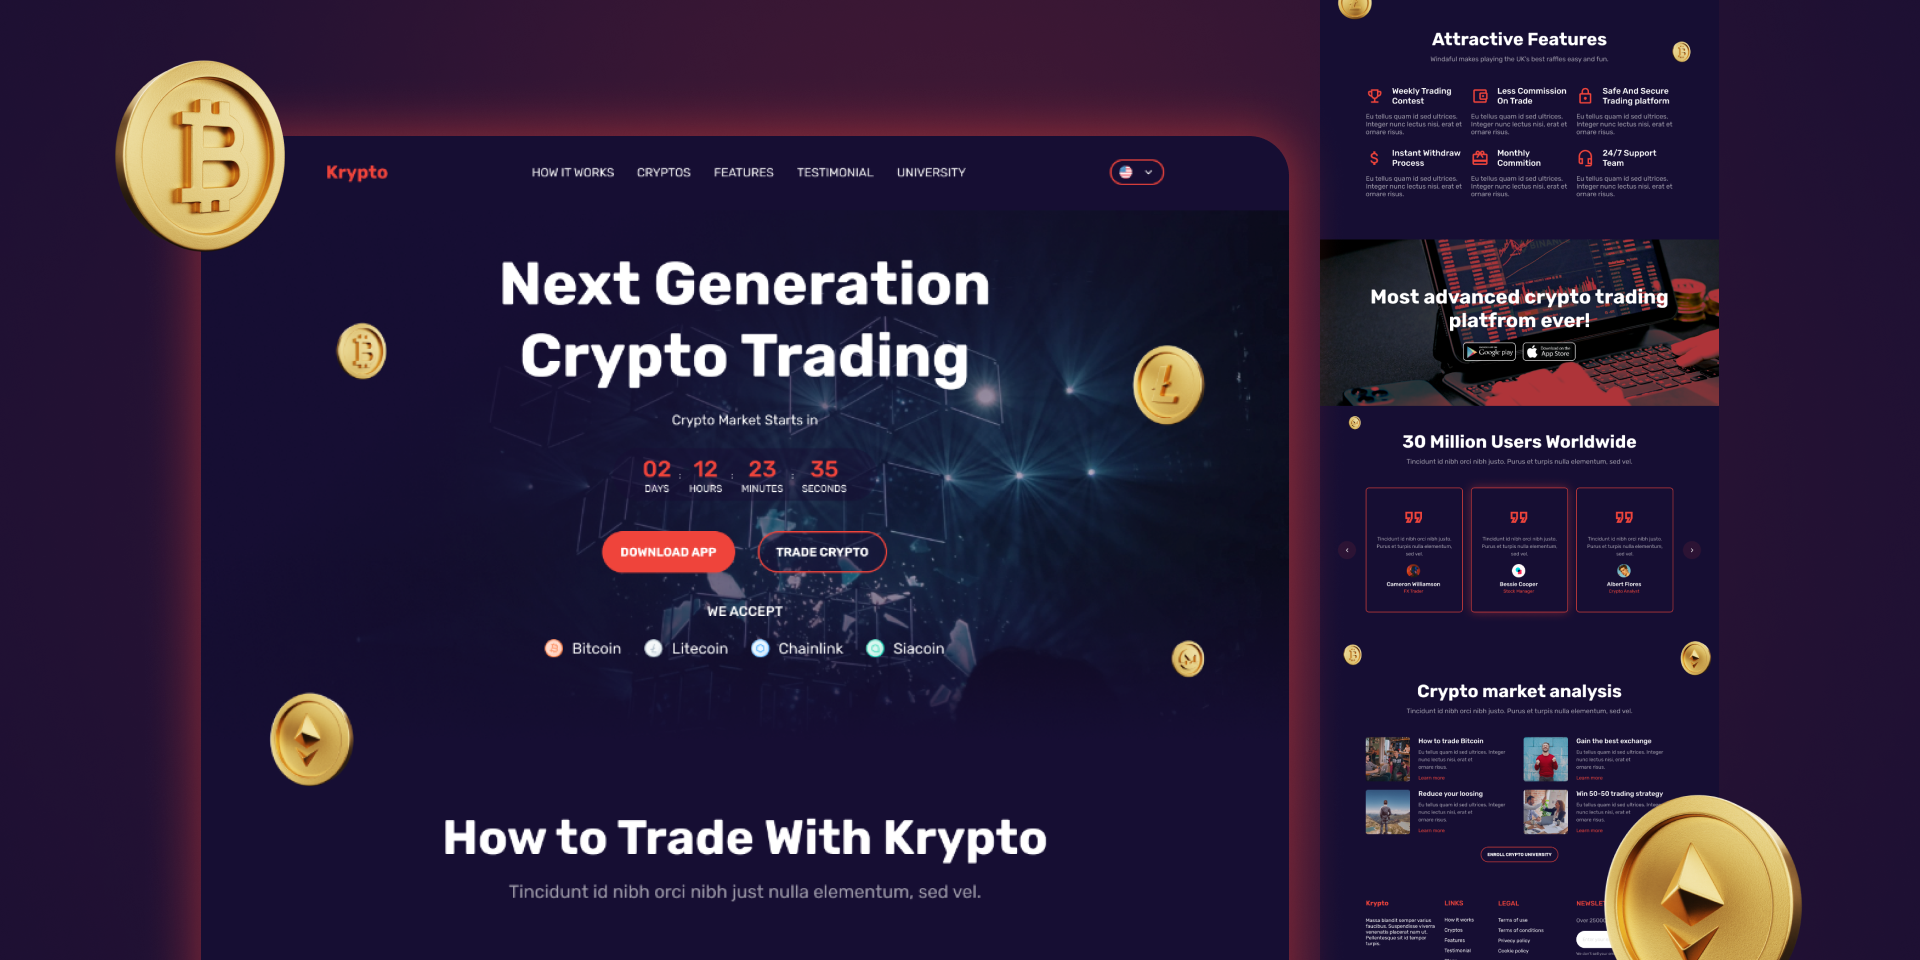 Krypto
HOW IT WORKS
CRYPTOS
FEATURES
TESTIMONIAL
UNIVERSITY
Next Generation
Crypto Trading
Crypto Market Starts in
02 : 12 : 23 : 35
DAYS HOURS MINUTES SECONDS
DOWNLOAD APP
TRADE CRYPTO
WE ACCEPT
Bitcoin
Litecoin
Chainlink
Siacoin
How to Trade With Krypto
Tincidunt id nibh orci nibh just nulla elementum, sed vel.
Attractive Features
Windaful makes playing the UK's best raffles easy and fun.
Weekly Trading
Contest
Eu tellus quam id sed ultrices.
Integer nunc lectus nisi, erat et
ornare risus.
Less Commission
On Trade
Eu tellus quam id sed ultrices.
Integer nunc lectus nisi, erat et
ornare risus.
Safe And Secure
Trading platform
Eu tellus quam id sed ultrices.
Integer nunc lectus nisi, erat et
ornare risus.
Instant Withdraw
Process
Eu tellus quam id sed ultrices.
Integer nunc lectus nisi, erat et
ornare risus.
Monthly
Commition
Eu tellus quam id sed ultrices.
Integer nunc lectus nisi, erat et
ornare risus.
24/7 Support
Team
Eu tellus quam id sed ultrices.
Integer nunc lectus nisi, erat et
ornare risus.
Most advanced crypto trading
platfrom ever!
Google play
Download on the
App Store
30 Million Users Worldwide
Tincidunt id nibh orci nibh justo. Purus et turpis nulla elementum, sed vel.
Tincidunt id nibh orci nibh justo.
Purus et turpis nulla elementum,
sed vel.
Cameron Williamson
FX Trader
Tincidunt id nibh orci nibh justo.
Purus et turpis nulla elementum,
sed vel.
Bessie Cooper
Stock Manager
Tincidunt id nibh orci nibh justo.
Purus et turpis nulla elementum,
sed vel.
Albert Flores
Crypto Analyst
Crypto market analysis
Tincidunt id nibh orci nibh justo. Purus et turpis nulla elementum, sed vel.
How to trade Bitcoin
Eu tellus quam id sed ultrices. Integer
nunc lectus nisi, erat et
ornare risus.
Learn more
Gain the best exchange
Eu tellus quam id sed ultrices. Integer
nunc lectus nisi, erat et
ornare risus.
Learn more
Reduce your loosing
Eu tellus quam id sed ultrices. Integer
nunc lectus nisi, erat et
ornare risus.
Learn more
Win 50-50 trading strategy
Eu tellus quam id sed ultrices. Integer
nunc lectus nisi, erat et
ornare risus.
Learn more
ENROLL CRYPTO UNIVERSITY
Krypto
Massa blandit semper varius
faucibus. Suspendisse viverra
venenatis placerat nam ut.
Pellentesque sit id tempor
turpis.
LINKS
How it works
Cryptos
Features
Testimonial
LEGAL
Terms of use
Terms of conditions
Privacy policy
Cookie policy
NEWSLE
Over 2500